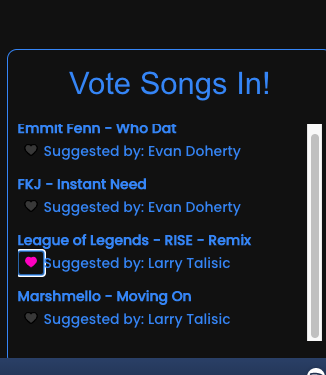 Vote Songs In!
Emmit Fenn - Who Dat
Suggested by: Evan Doherty
FKJ - Instant Need
Suggested by: Evan Doherty
League of Legends - RISE - Remix
Suggested by: Larry Talisic
Marshmello - Moving On
Suggested by: Larry Talisic